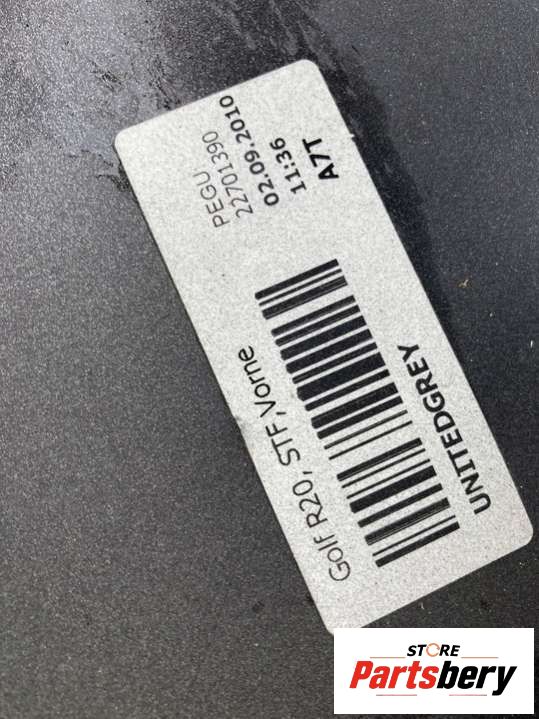 Golf R20, STF, Vorne
PEGU
22701390
02.09.2010
11:36
A7T
UNITEDGREY
STORE
Partsbery